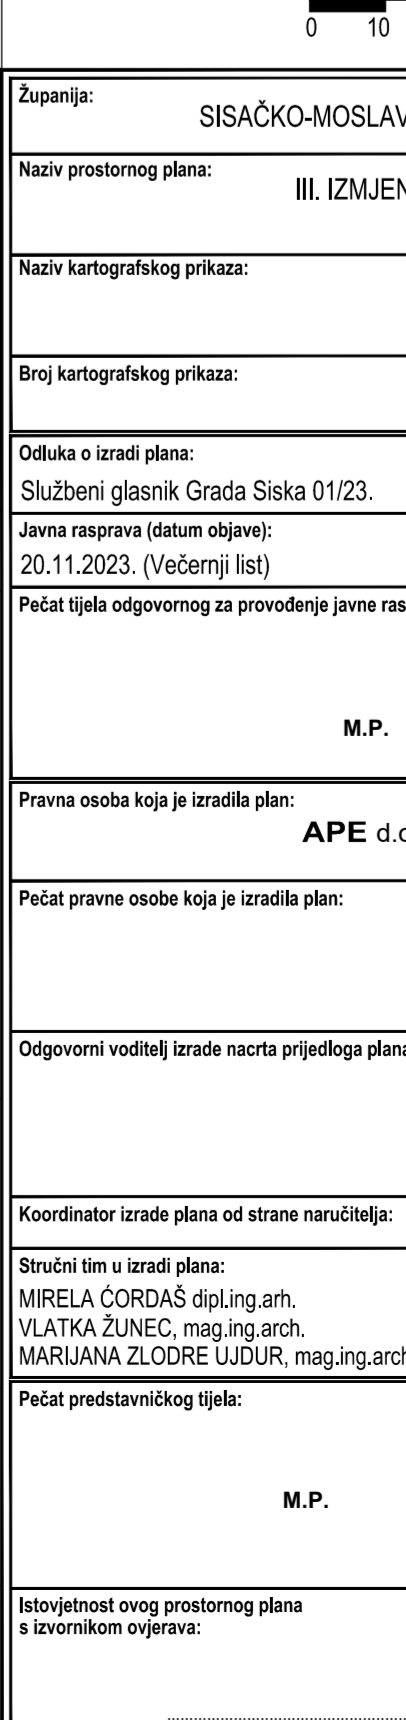 0 10
Županija:
SISAČKO-MOSLAV
Naziv prostornog plana:
III. IZMJEN
Naziv kartografskog prikaza:
Broj kartografskog prikaza:
Odluka o izradi plana:
Službeni glasnik Grada Siska 01/23.
Javna rasprava (datum objave):
20.11.2023. (Večernji list)
Pečat tijela odgovornog za provođenje javne ras
M.P.
Pravna osoba koja je izradila plan:
APE d.o
Pečat pravne osobe koja je izradila plan:
Odgovorni voditelj izrade nacrta prijedloga plana
Koordinator izrade plana od strane naručitelja:
Stručni tim u izradi plana:
MIRELA ĆORDAŠ dipl.ing.arh.
VLATKA ŽUNEC, mag.ing.arch.
MARIJANA ZLODRE UJDUR, mag.ing.arch
Pečat predstavničkog tijela:
M.P.
Istovjetnost ovog prostornog plana
s izvornikom ovjerava: